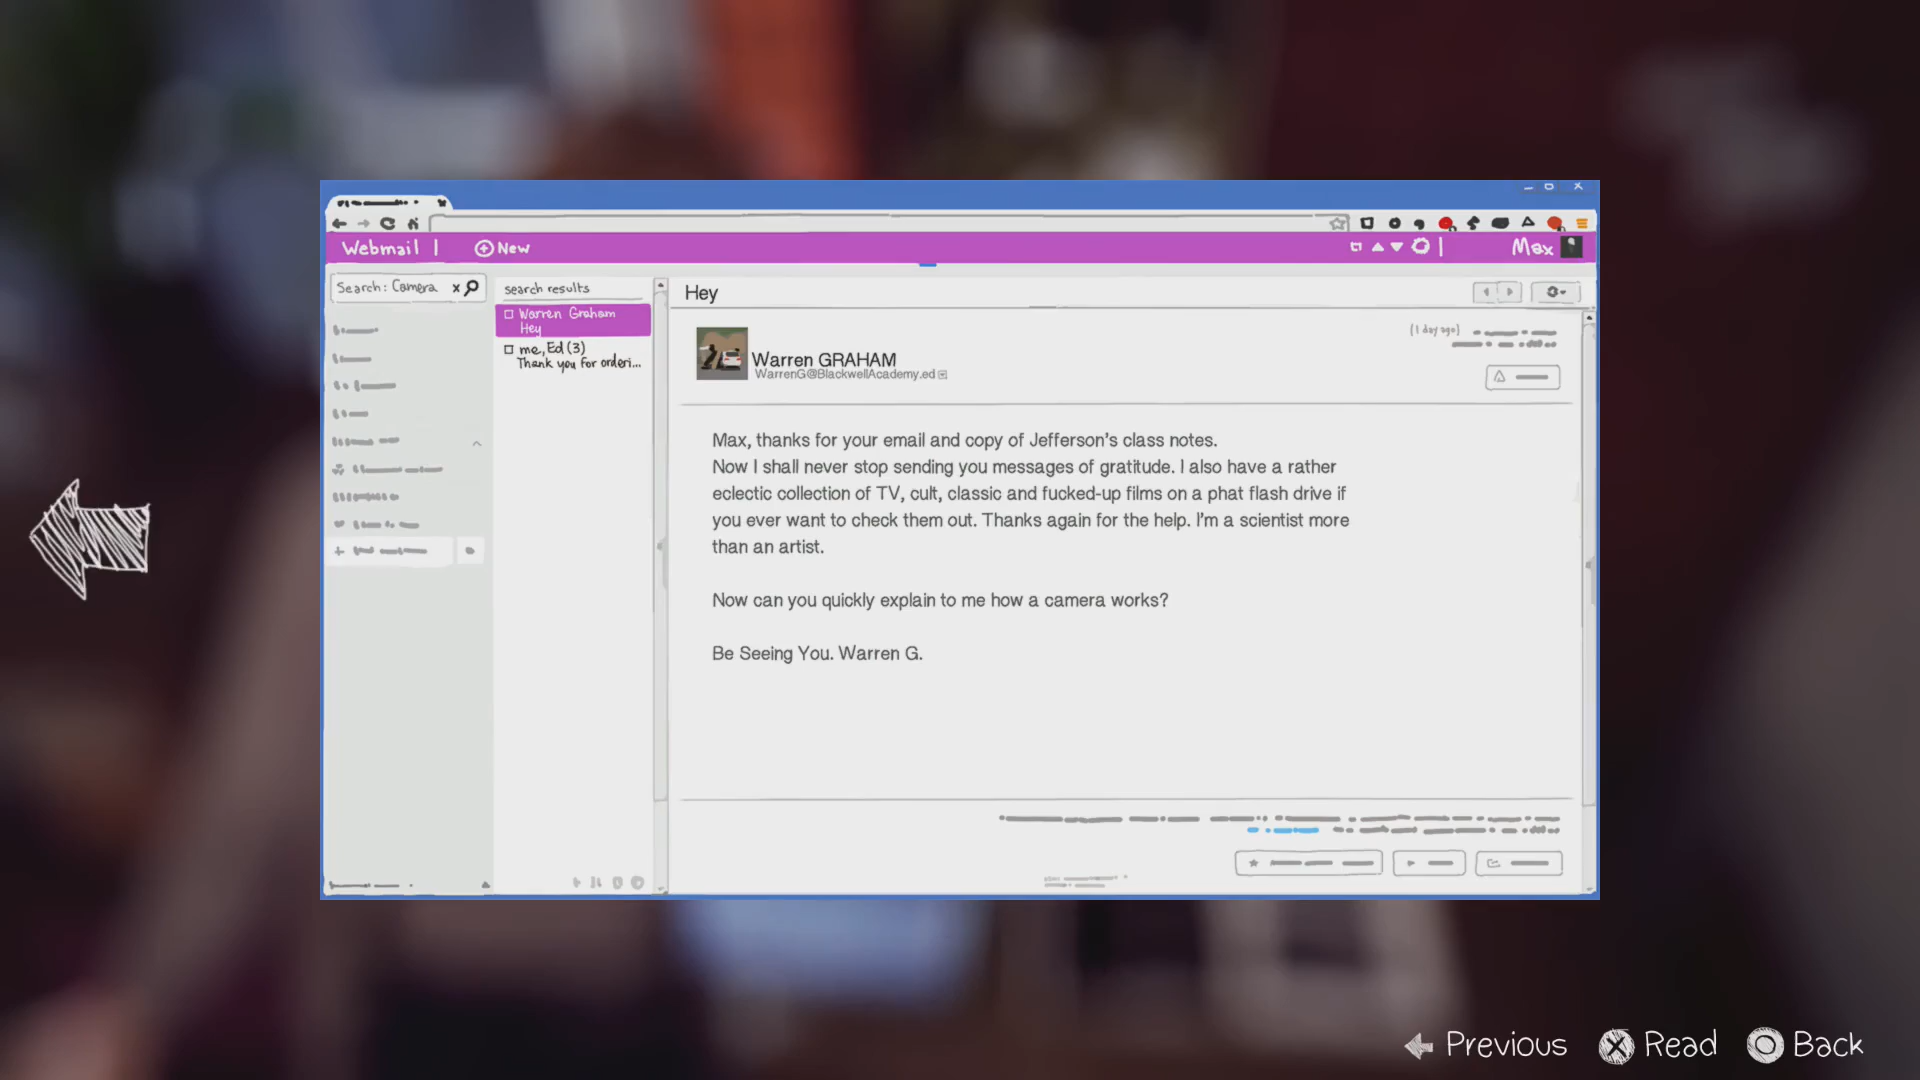 Webmail |
New
Max
Search: Camera x
search results
Warren Graham
Hey
me, Ed (3)
Thank you for orderi...
Hey
(1 day ago)
Warren GRAHAM
WarrenG@BlackwellAcademy.ed
Max, thanks for your email and copy of Jefferson's class notes.
Now I shall never stop sending you messages of gratitude. I also have a rather
eclectic collection of TV, cult, classic and fucked-up films on a phat flash drive if
you ever want to check them out. Thanks again for the help. I'm a scientist more
than an artist.
Now can you quickly explain to me how a camera works?
Be Seeing You. Warren G.
Previous
Read
Back